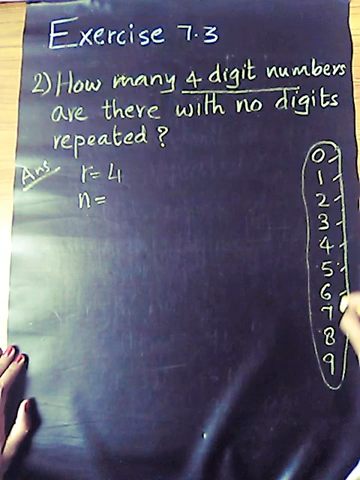 Exercise 7.3
2) How many 4 digit numbers
are there with no digits
repeated ?
Ans
r = 4
n =
0,
1,
2,
3,
4,
5,
6,
7
8
9